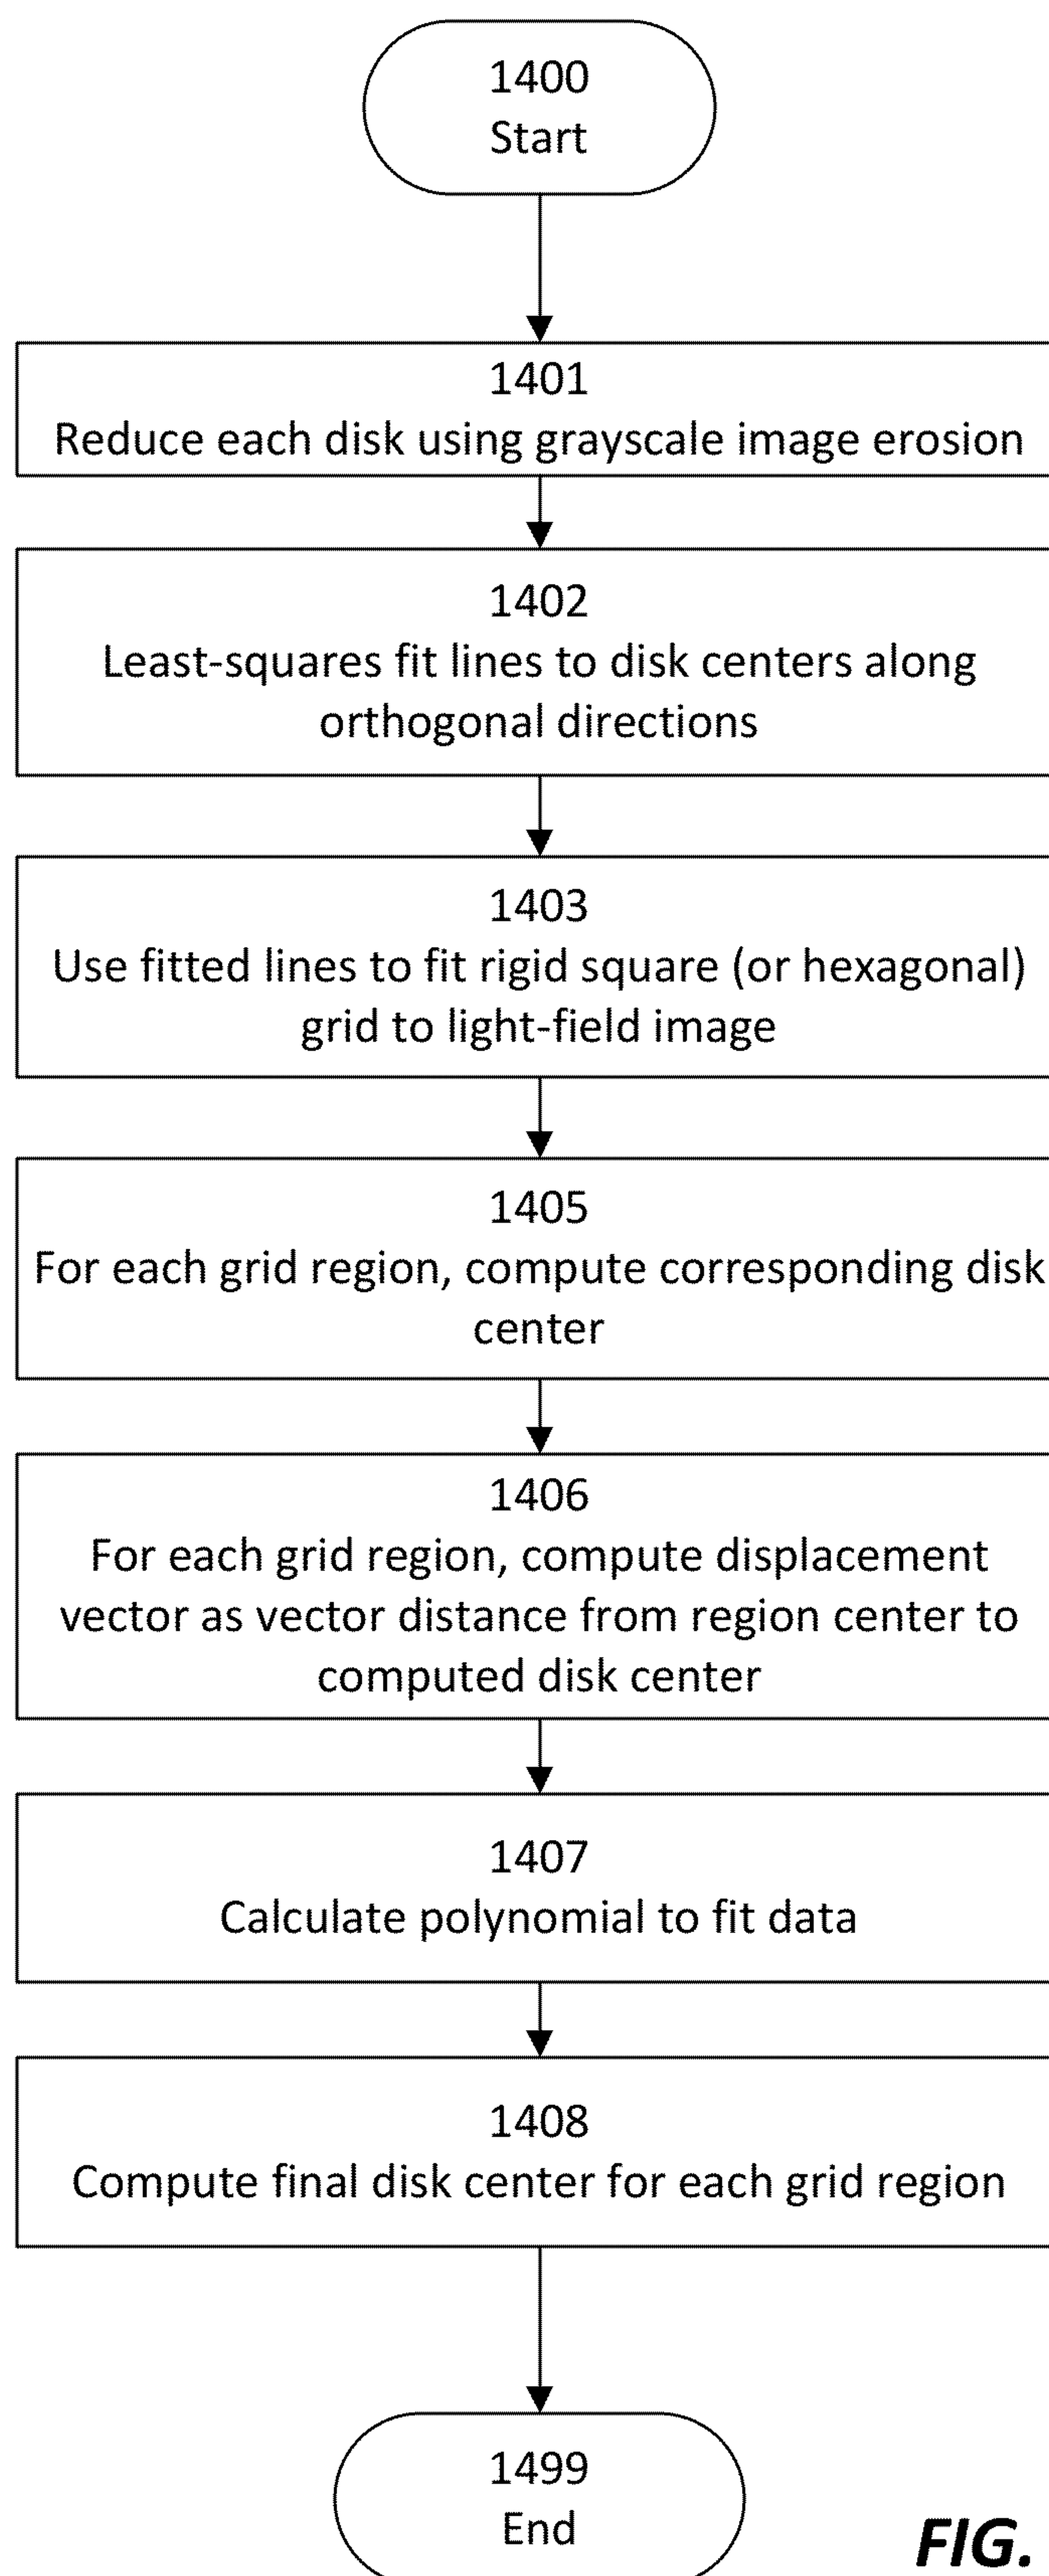 1400
Start
1401
Reduce each disk using grayscale image erosion
1402
Least-squares fit lines to disk centers along
orthogonal directions
1403
Use fitted lines to fit rigid square (or hexagonal)
grid to light-field image
1405
For each grid region, compute corresponding disk
center
1406
For each grid region, compute displacement
vector as vector distance from region center to
computed disk center
1407
Calculate polynomial to fit data
1408
Compute final disk center for each grid region
1499
End
FIG.